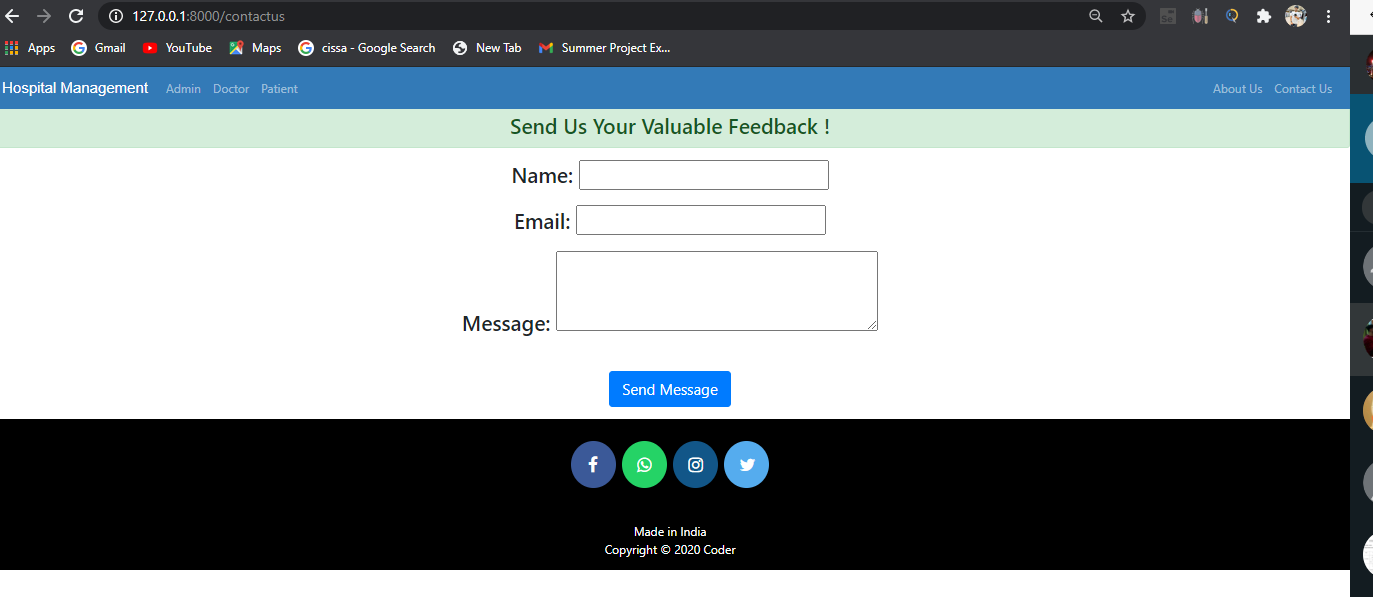 127.0.0.1:8000/contactus
Apps Gmail YouTube Maps cissa - Google Search New Tab Summer Project Ex...
Hospital Management Admin Doctor Patient About Us Contact Us
Send Us Your Valuable Feedback !
Name:
Email:
Message:
Send Message
Made in India
Copyright © 2020 Coder